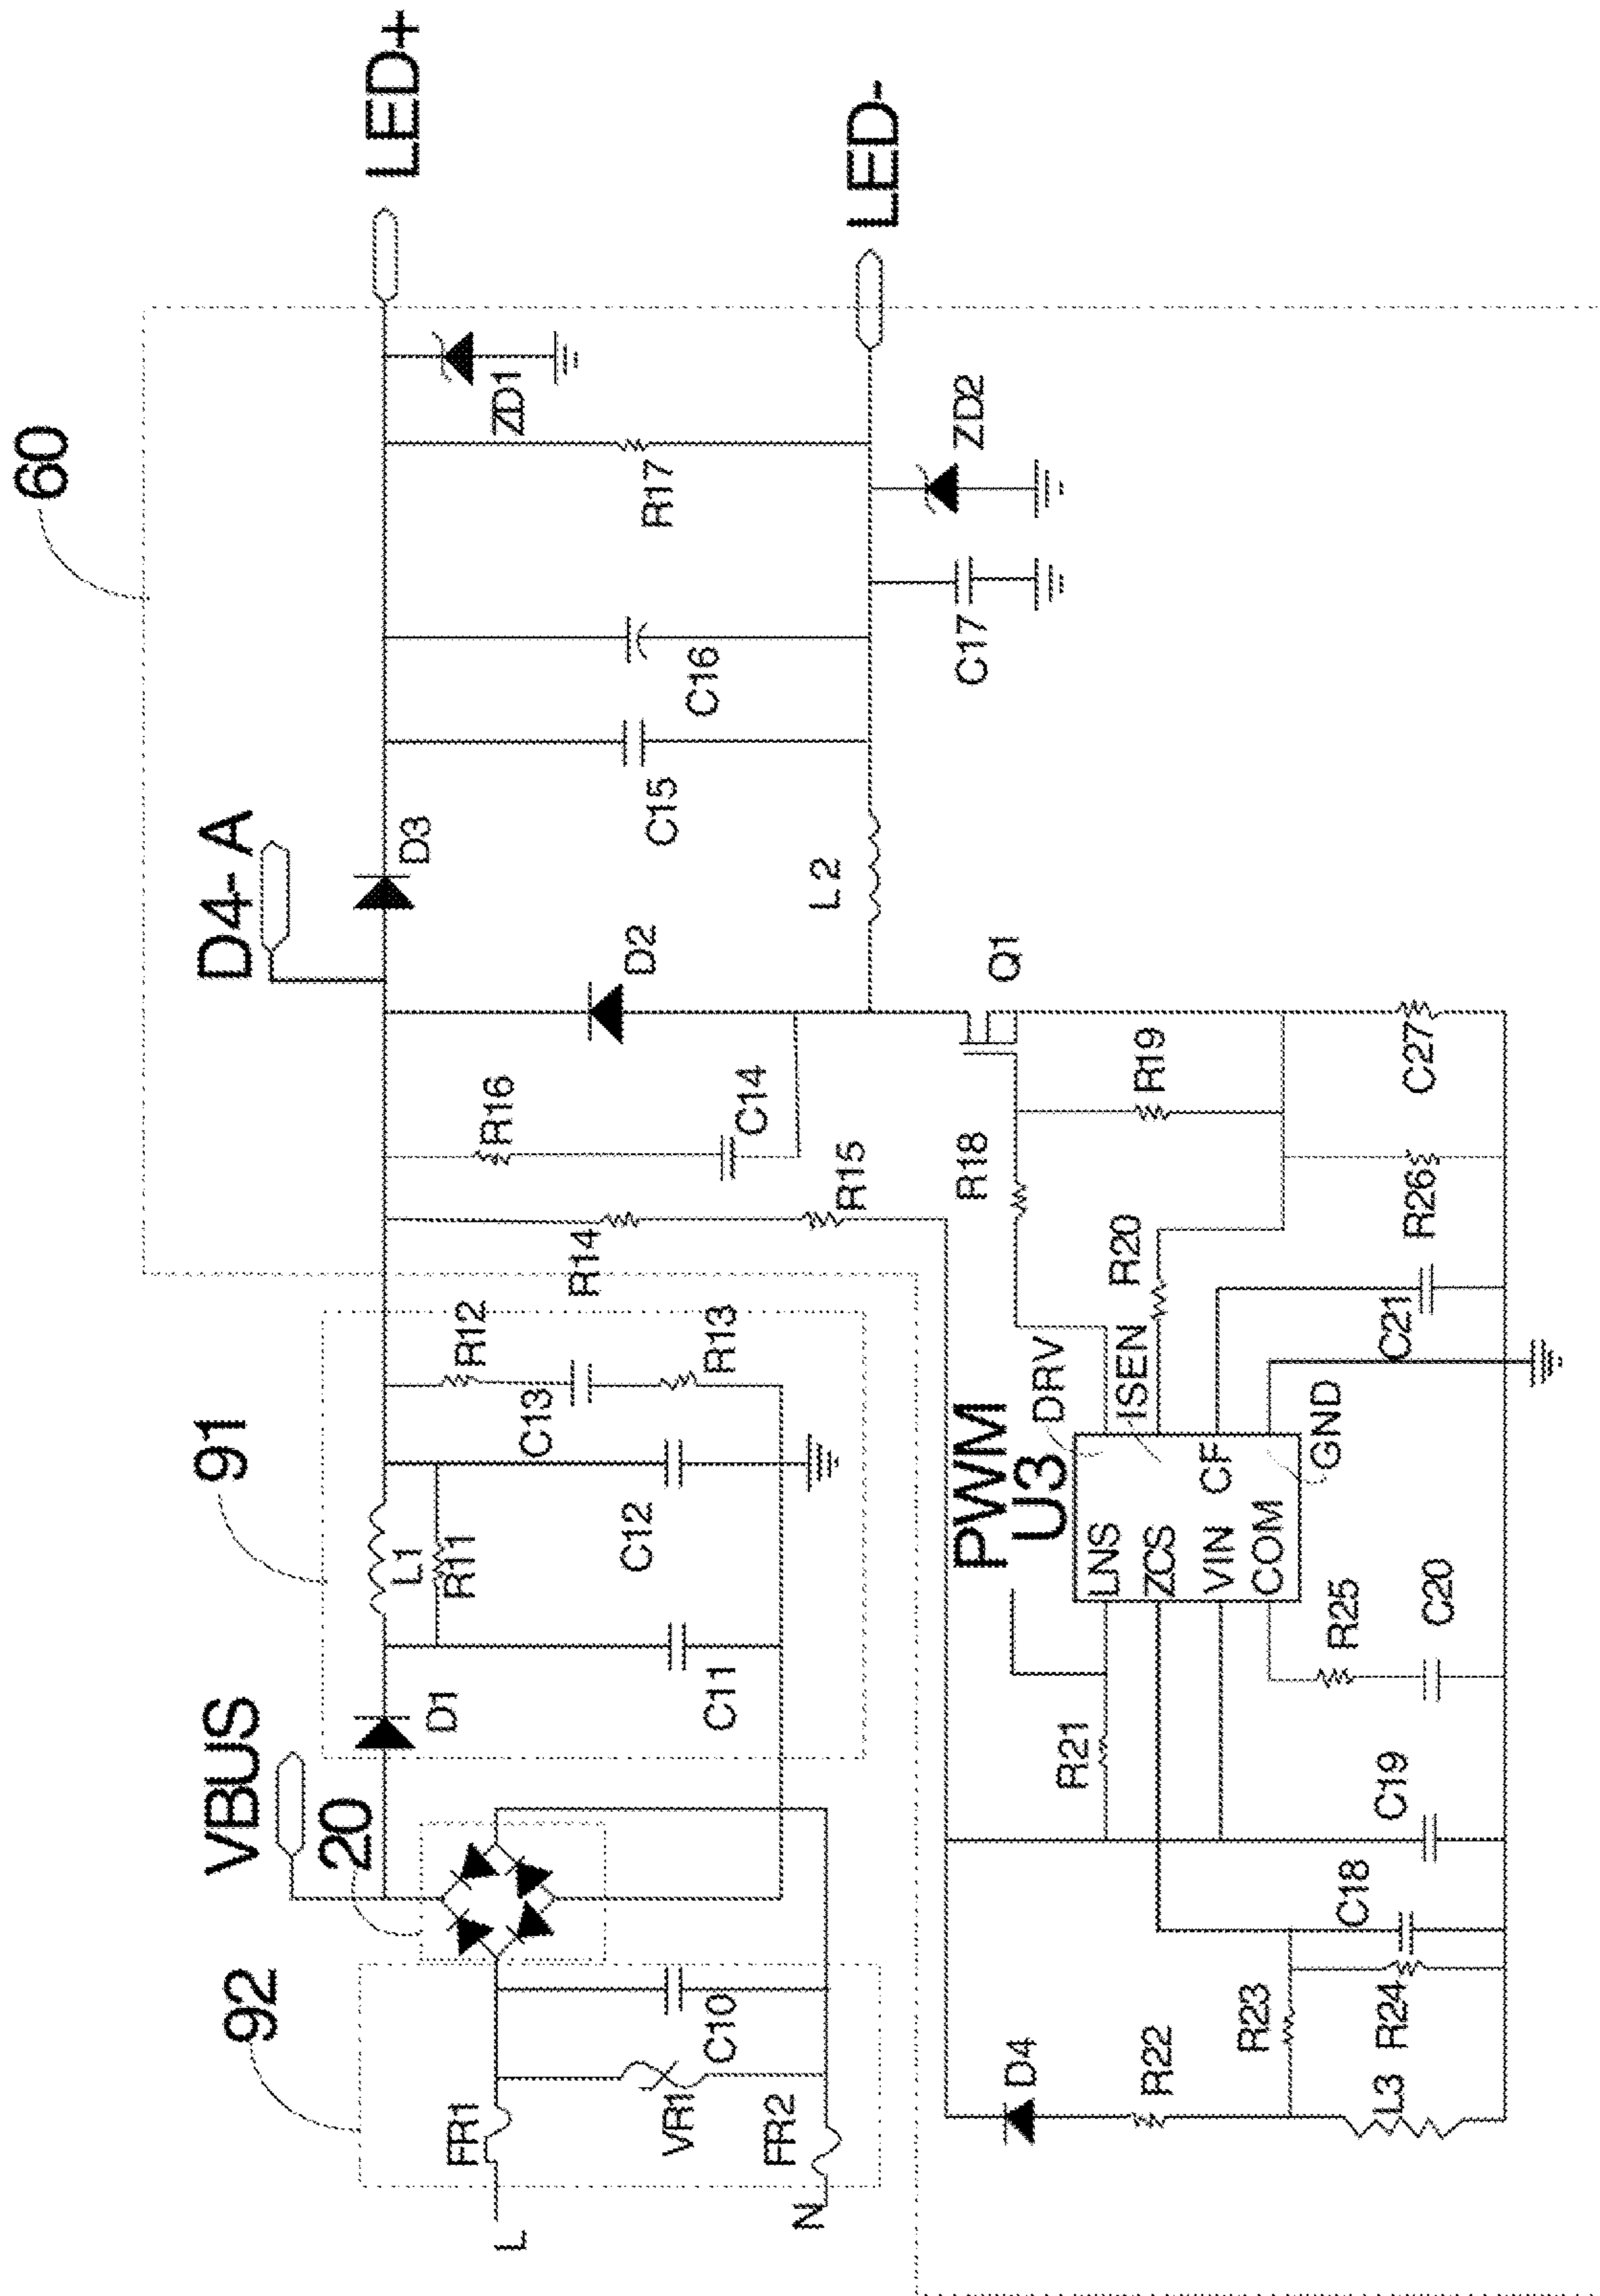 60
LED+
D4- A
91
VBUS
92
20
ZD1
D3
R17
LED-
D2
R16
C16
C15
L 2
ZD2
C17
C14
R12
L1
R11
D1
C13
R13
R14
R15
C12
C11
FR1
VR1
C10
FR2
L
N
Q1
R18
R19
R20
C27
R26
C21
PWM
U3
DRV
ISEN
LNS
ZCS
VIN CF
COM
GND
R21
R25
C20
C19
C18
D4
R22
R23
R24
L3